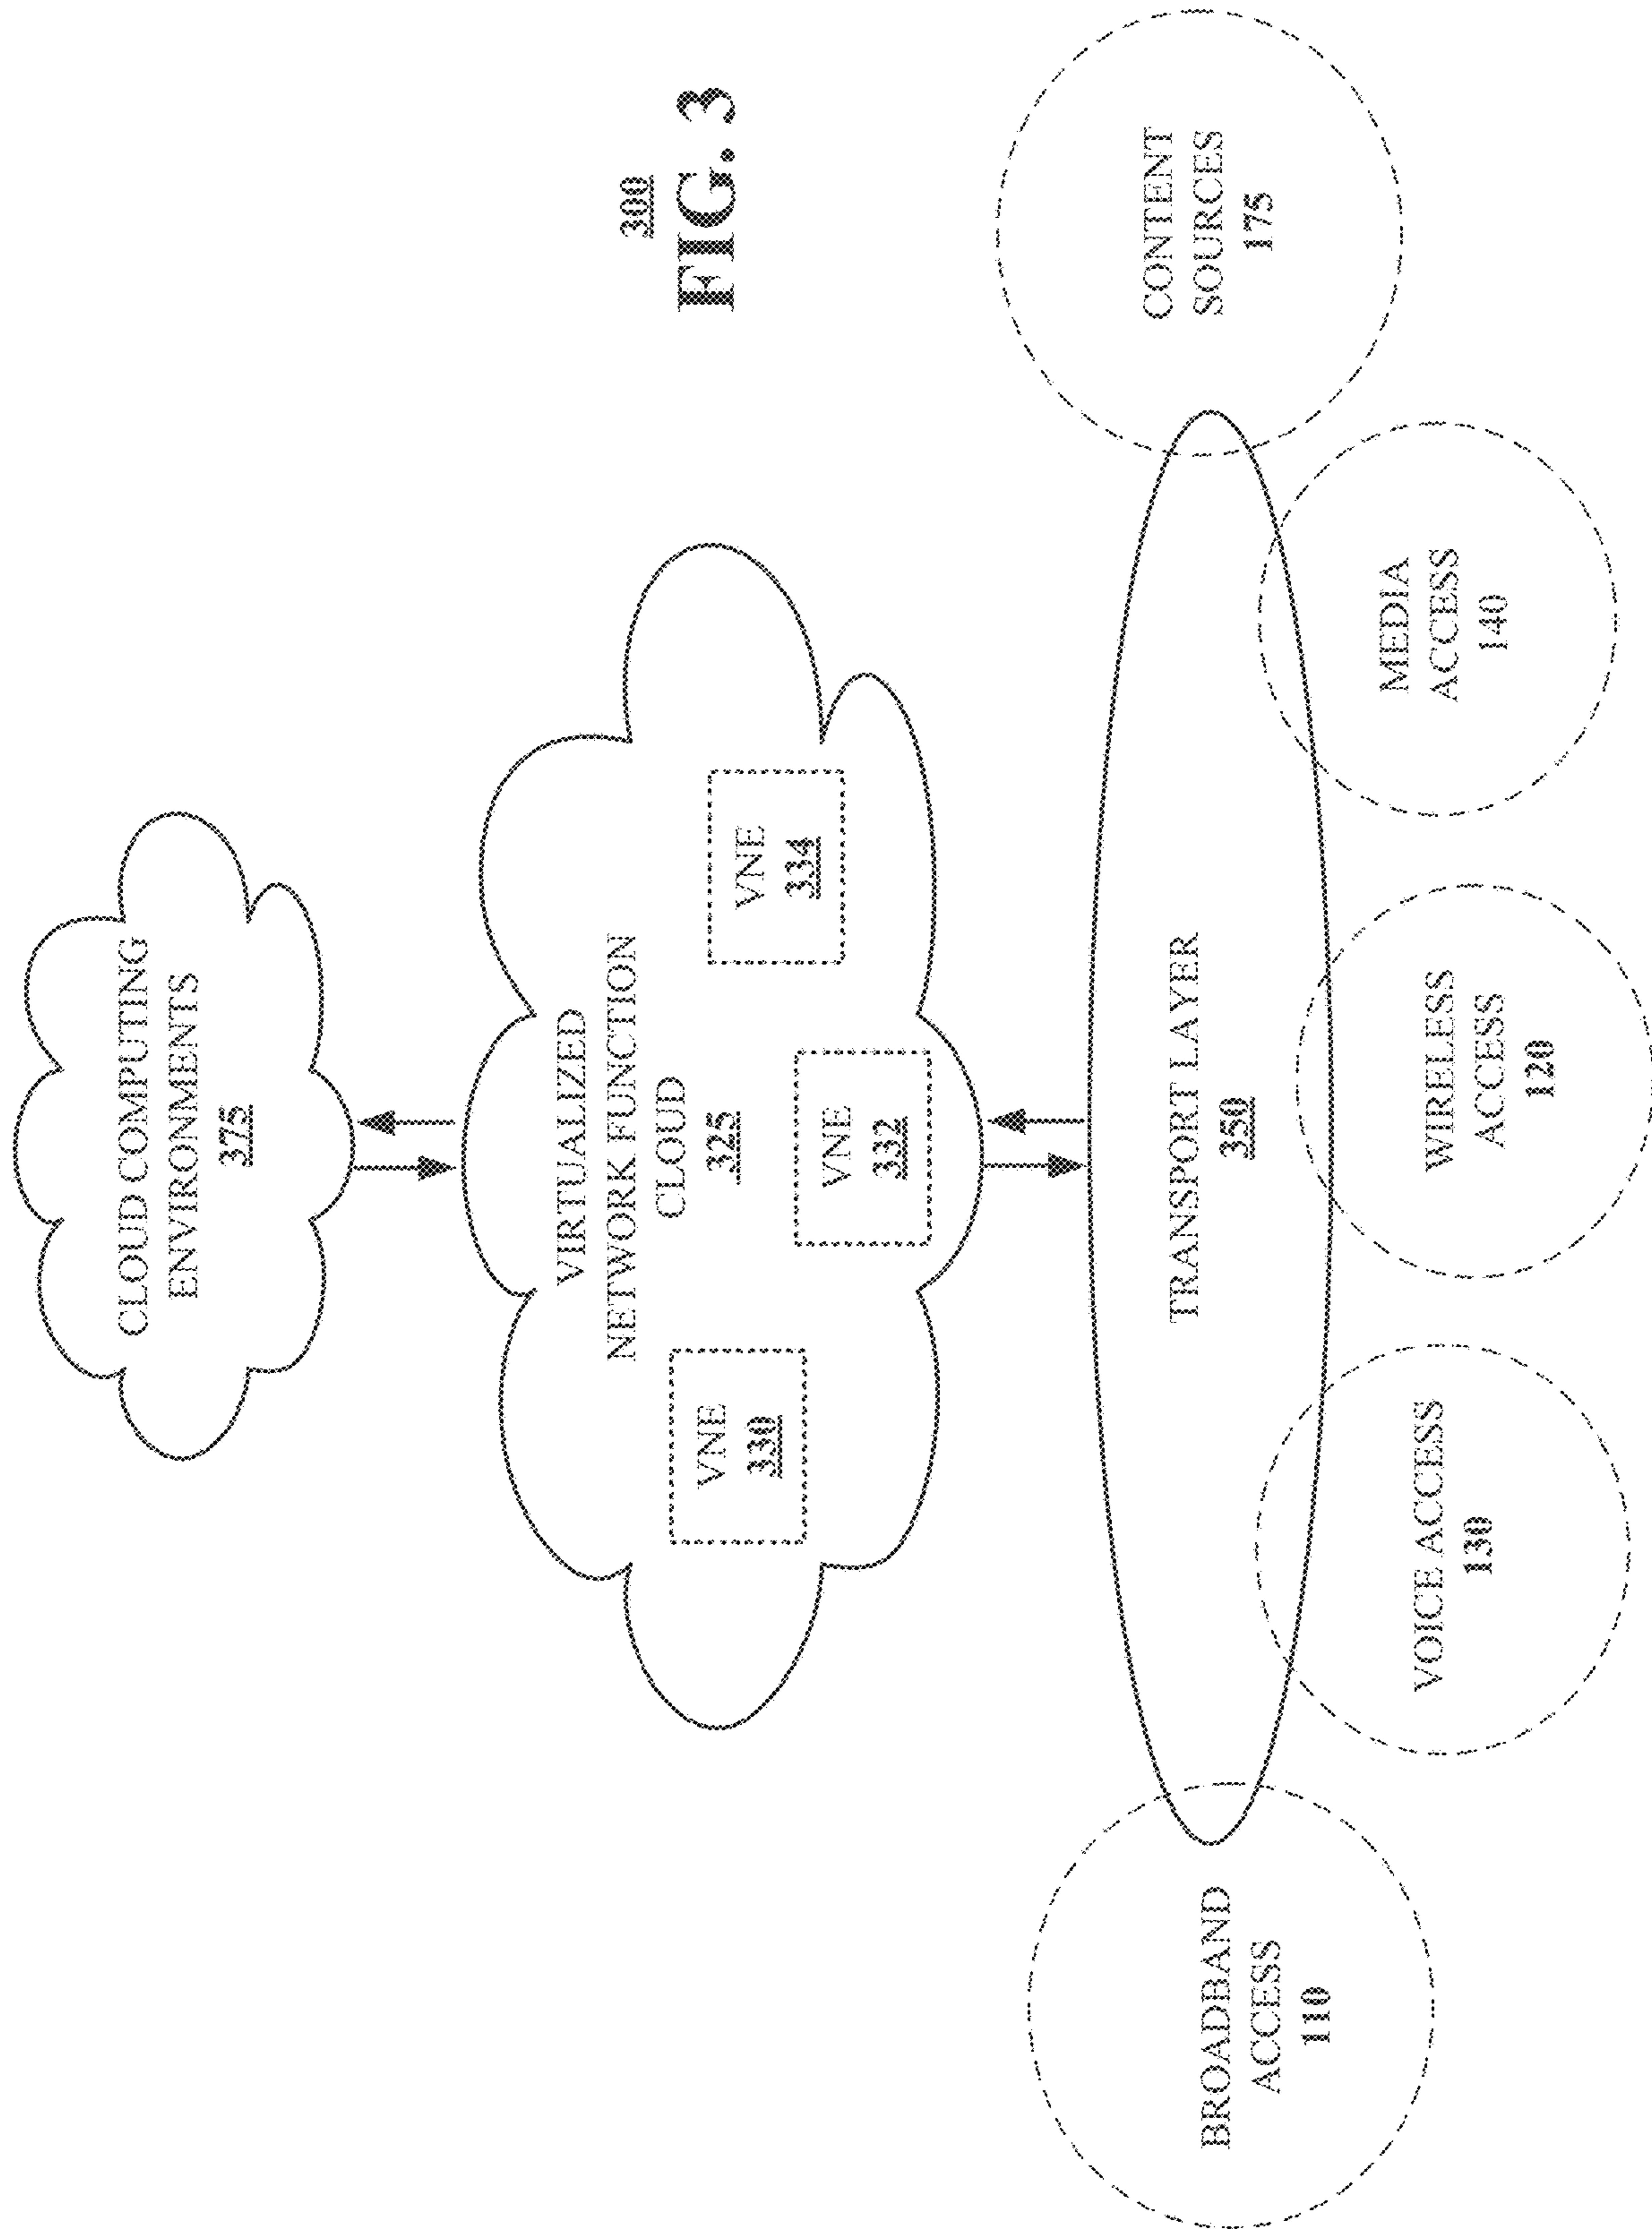 CLOUD COMPUTING
ENVIRONMENTS
375
VIRTUALIZED
NETWORK FUNCTION
CLOUD
325
VNE
330
VNE
332
VNE
334
300
FIG. 3
TRANSPORT LAYER
350
BROADBAND
ACCESS
110
VOICE ACCESS
130
WIRELESS
ACCESS
120
MEDIA
ACCESS
140
CONTENT
SOURCES
175